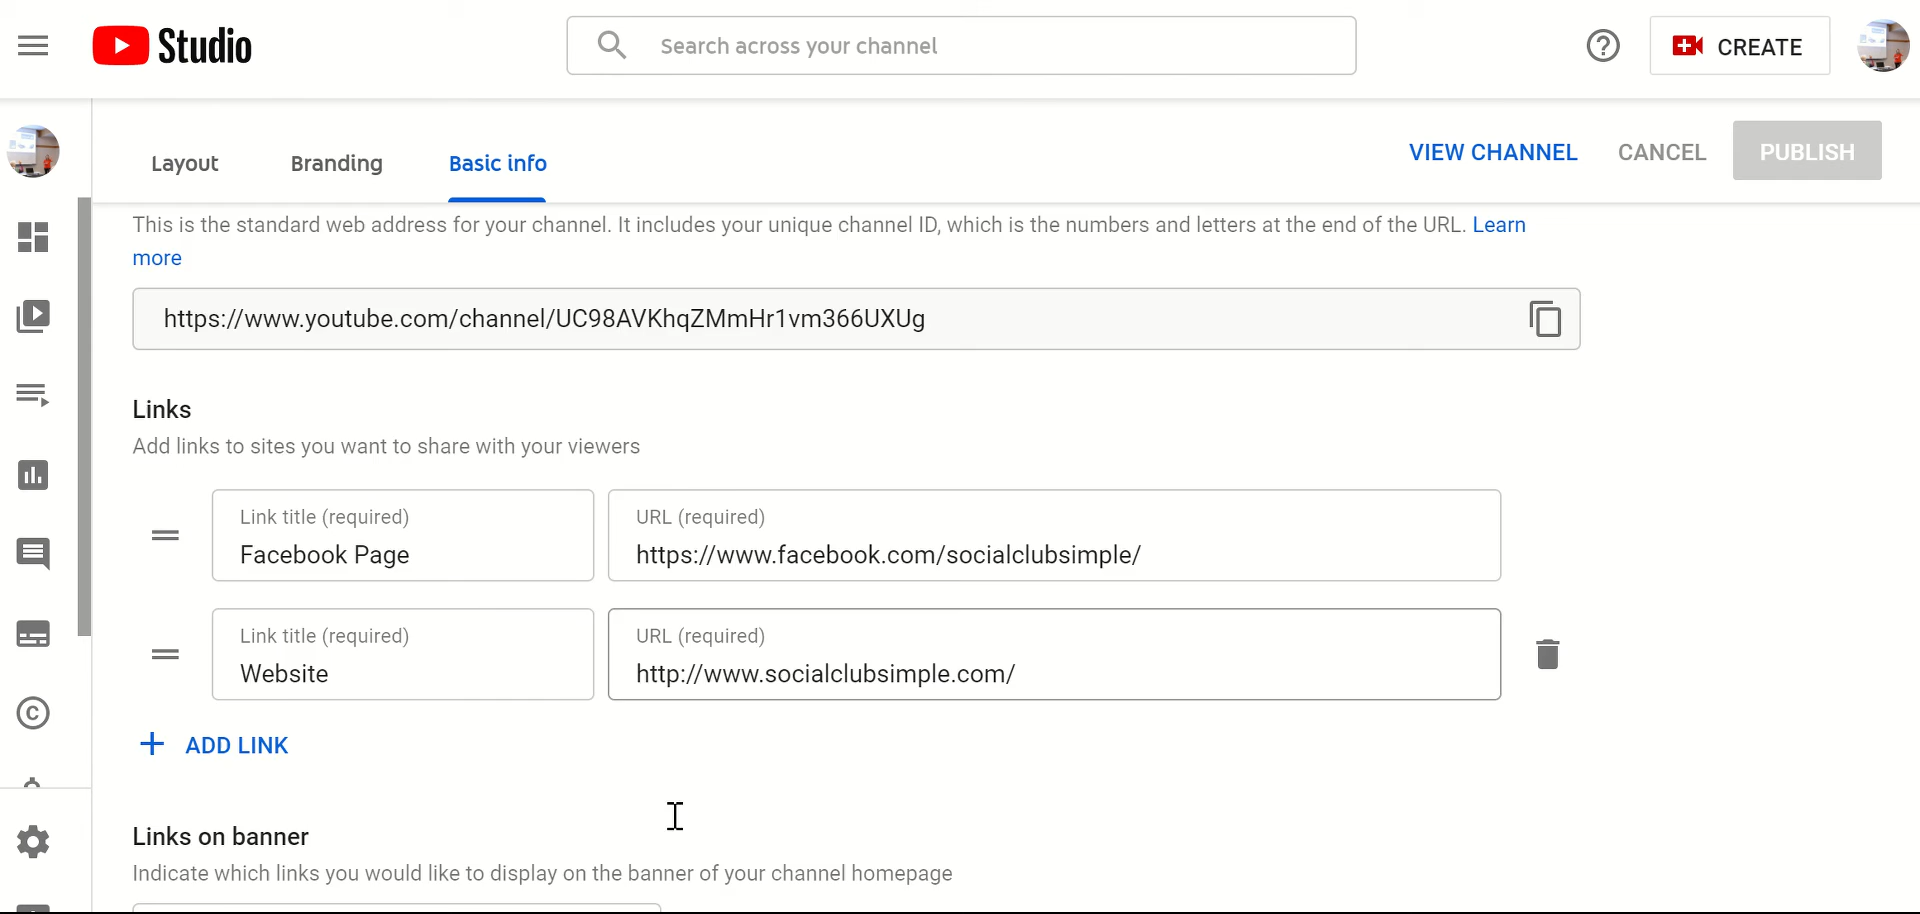 Studio
Search across your channel
CREATE
Layout
Branding
Basic info
VIEW CHANNEL
CANCEL
PUBLISH
This is the standard web address for your channel. It includes your unique channel ID, which is the numbers and letters at the end of the URL. Learn
more
https://www.youtube.com/channel/UC98AVKhqZMmHr1vm366UXUg
Links
Add links to sites you want to share with your viewers
Link title (required)
Facebook Page
URL (required)
https://www.facebook.com/socialclubsimple/
Link title (required)
Website
URL (required)
http://www.socialclubsimple.com/
+ ADD LINK
Links on banner
Indicate which links you would like to display on the banner of your channel homepage